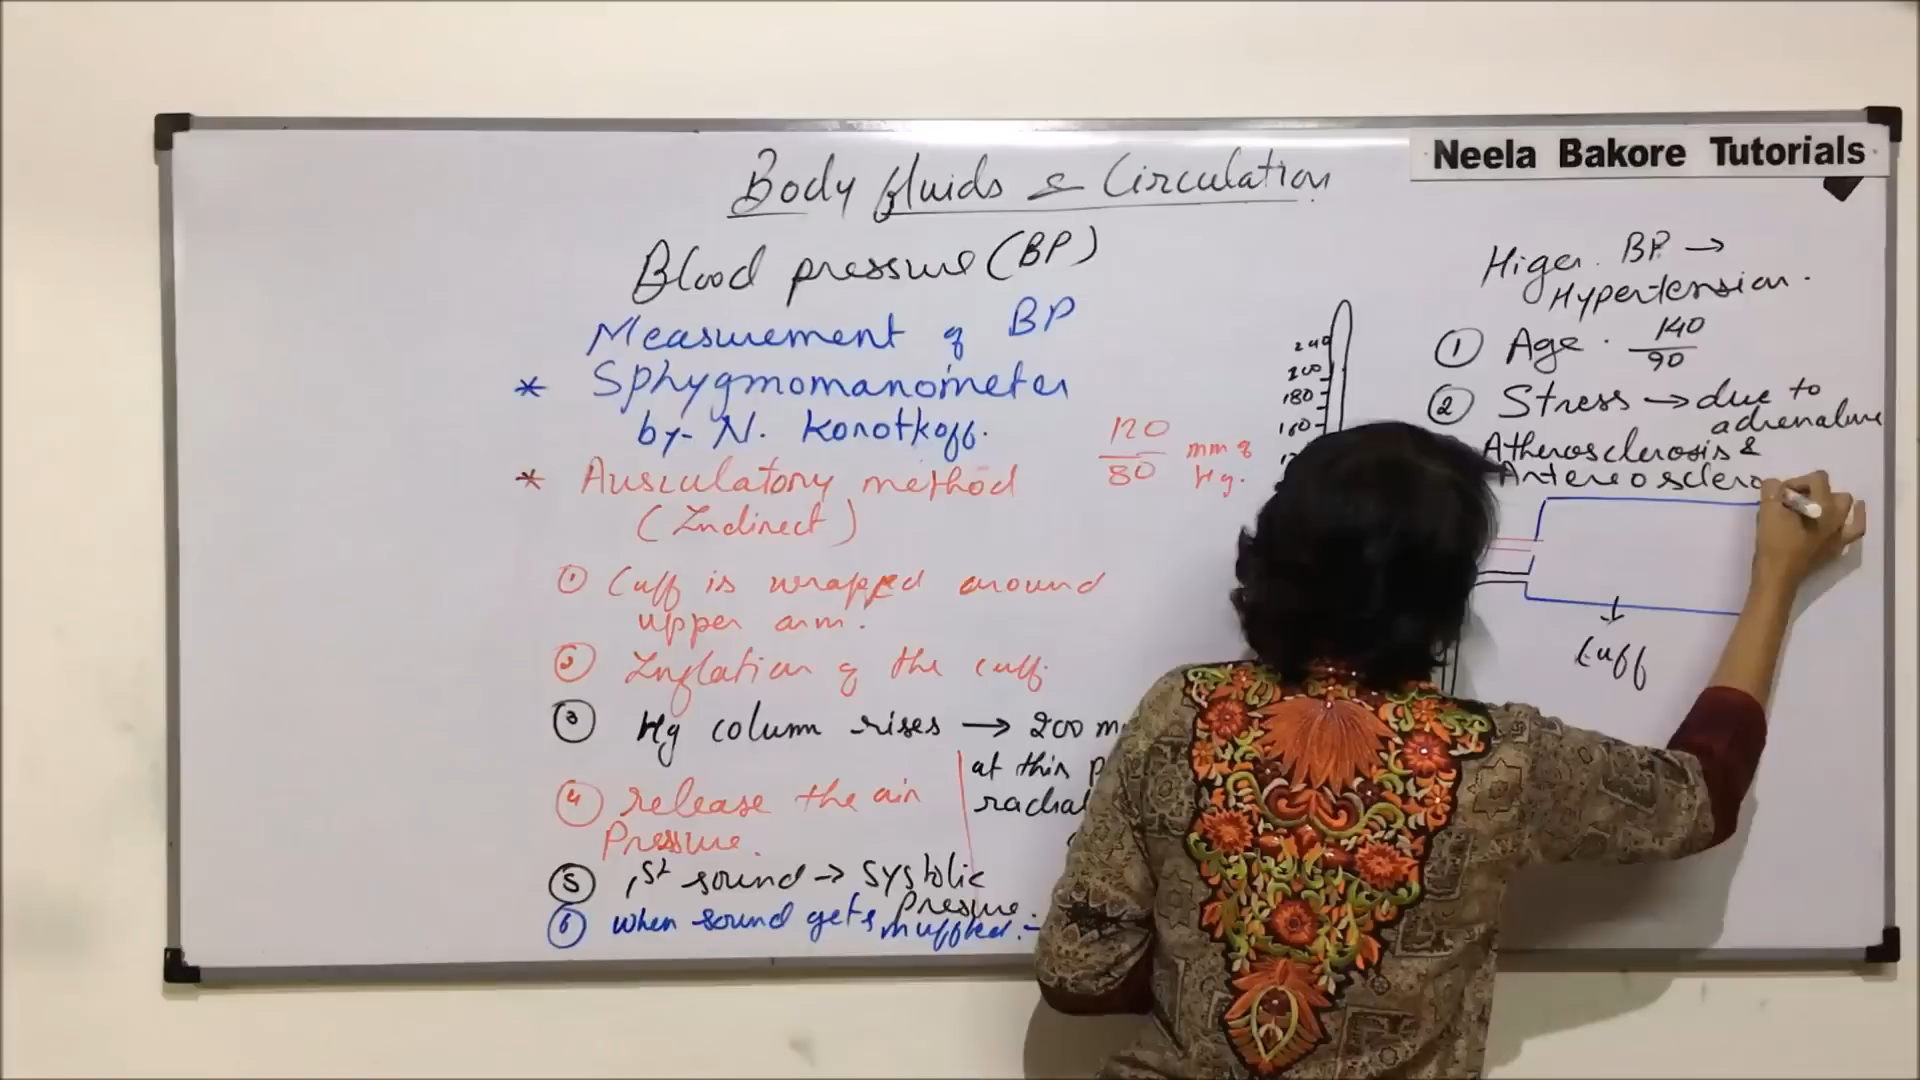 Neela Bakore Tutorials
Body fluids & Circulation
Blood pressure (BP)
Measurement of BP
* Sphygmomanometer
by- N. Korotkoff.
* Ausculatory method
(Indirect)
120
80
mm of
Hg.
① Cuff is wrapped around
upper arm.
② Inflation of the cuff.
③ Hg column rises → 200 m
at this p
radial
④ release the air
Pressure.
⑤ 1st sound → Systolic
Pressure.
⑥ when sound gets muffled :-
240
200
180
160
Higer BP →
Hypertension.
① Age . 140
90
② Stress → due to
adrenaline
Atherosclerosis &
Artereosclero
Cuff